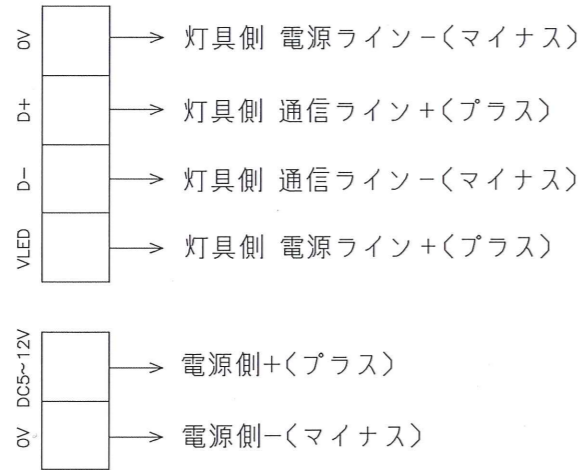 0V 灯具側 電源ライン−(マイナス)
D+ 灯具側 通信ライン+(プラス)
D− 灯具側 通信ライン−(マイナス)
VLED 灯具側 電源ライン+(プラス)
DC5~12V 電源側+(プラス)
0V 電源側−(マイナス)